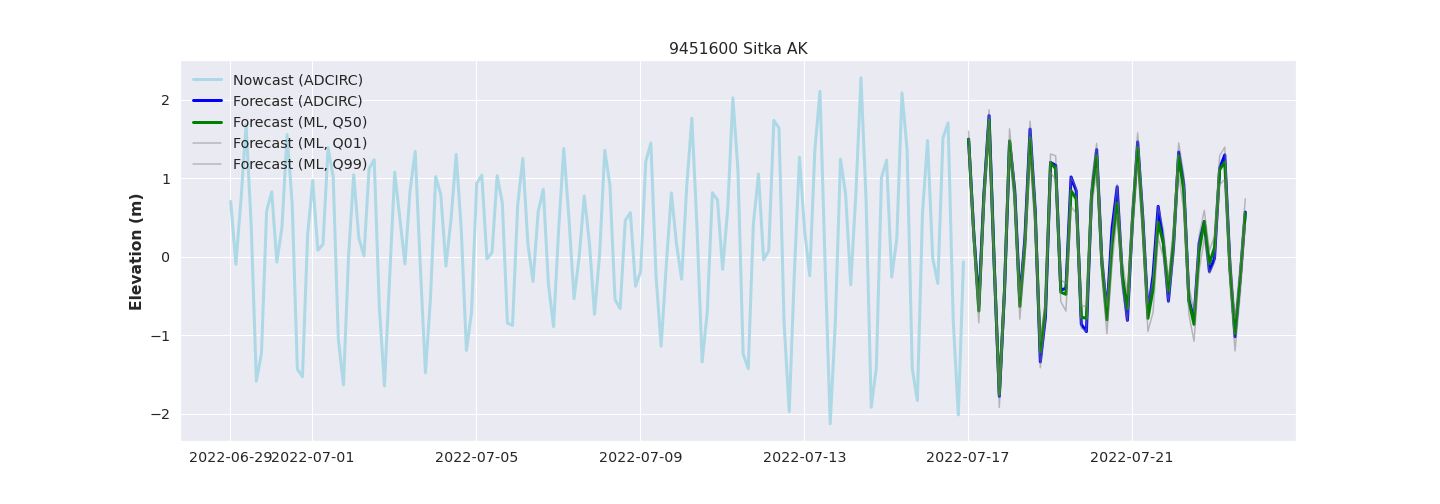 9451600 Sitka AK
Nowcast (ADCIRC)
Forecast (ADCIRC)
Forecast (ML, Q50)
Forecast (ML, Q01)
Forecast (ML, Q99)
Elevation (m)
2
1
0
−1
−2
2022-06-29
2022-07-01
2022-07-05
2022-07-09
2022-07-13
2022-07-17
2022-07-21